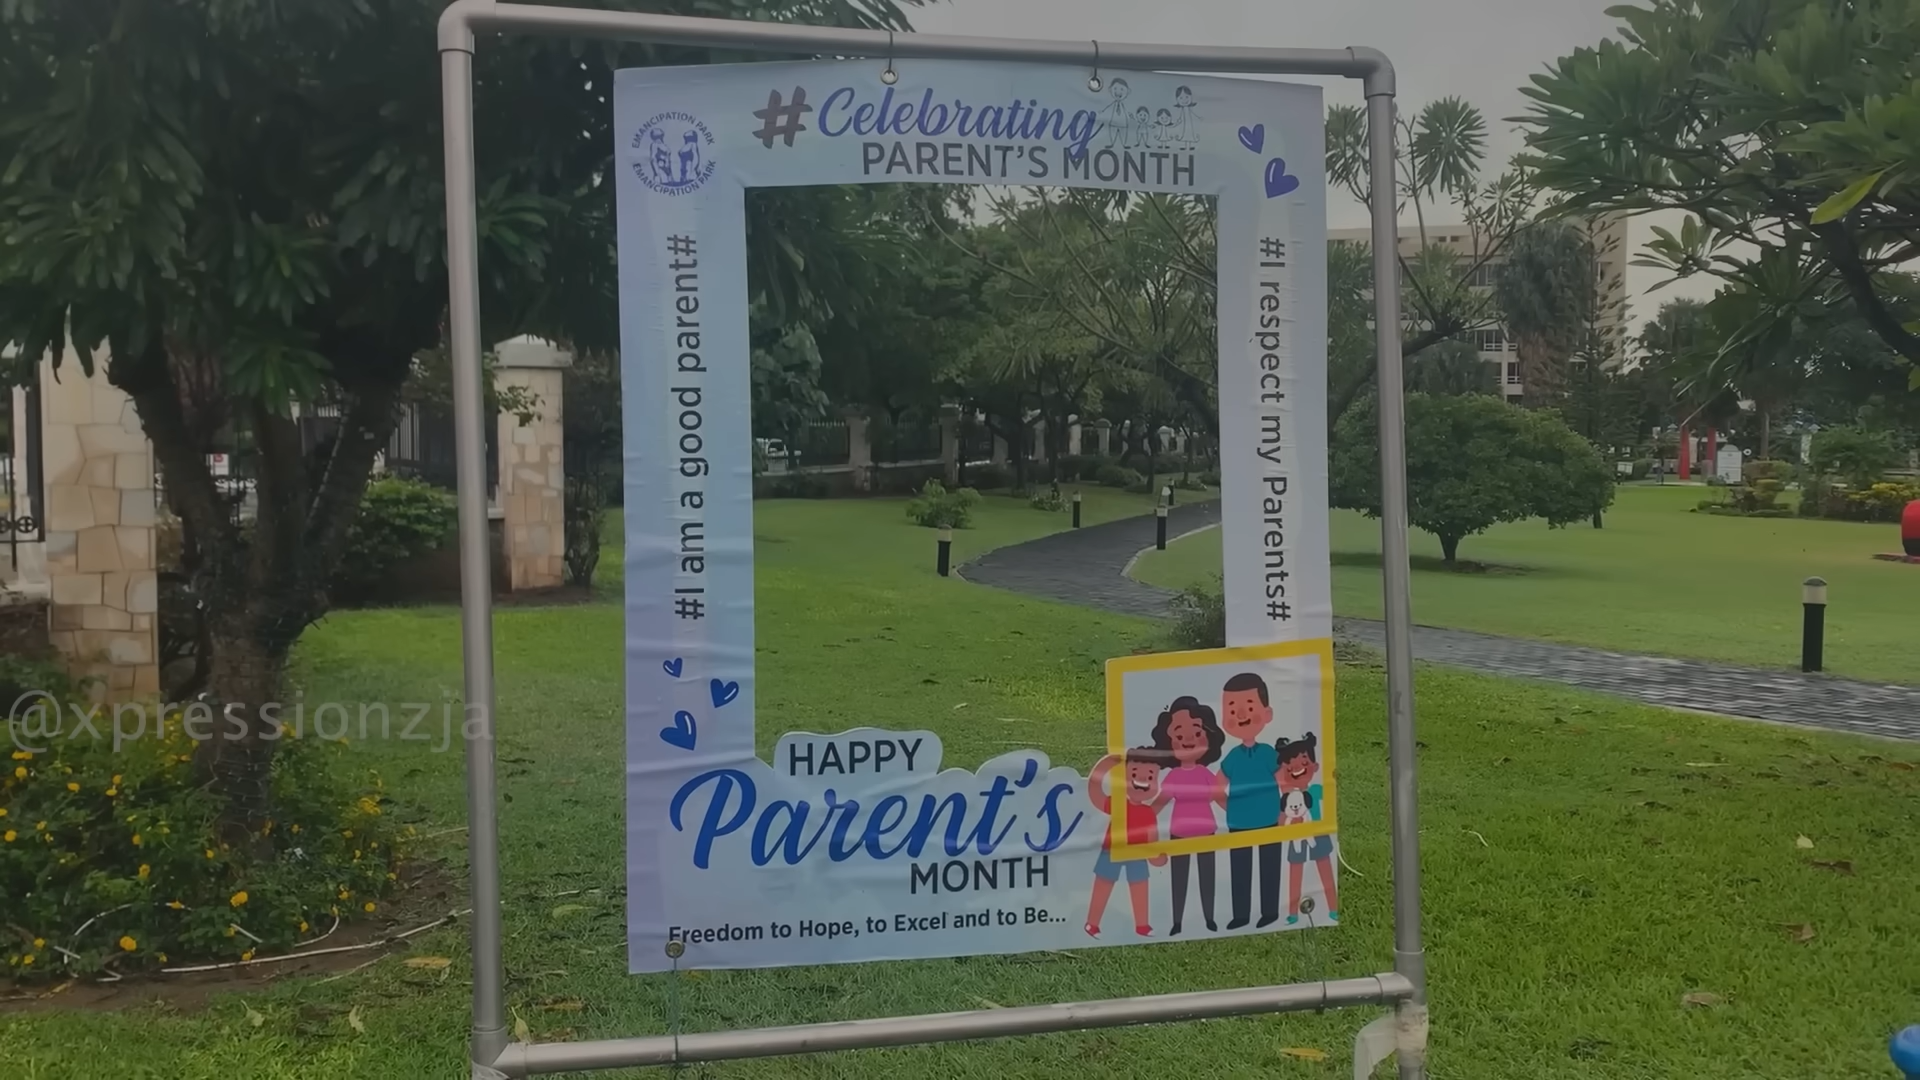 #Celebrating
PARENT'S MONTH
EMANCIPATION PARK
EMANCIPATION PARK
#I am a good parent#
#I respect my Parents#
HAPPY
Parent's
MONTH
Freedom to Hope, to Excel and to Be...
@xpressionzja